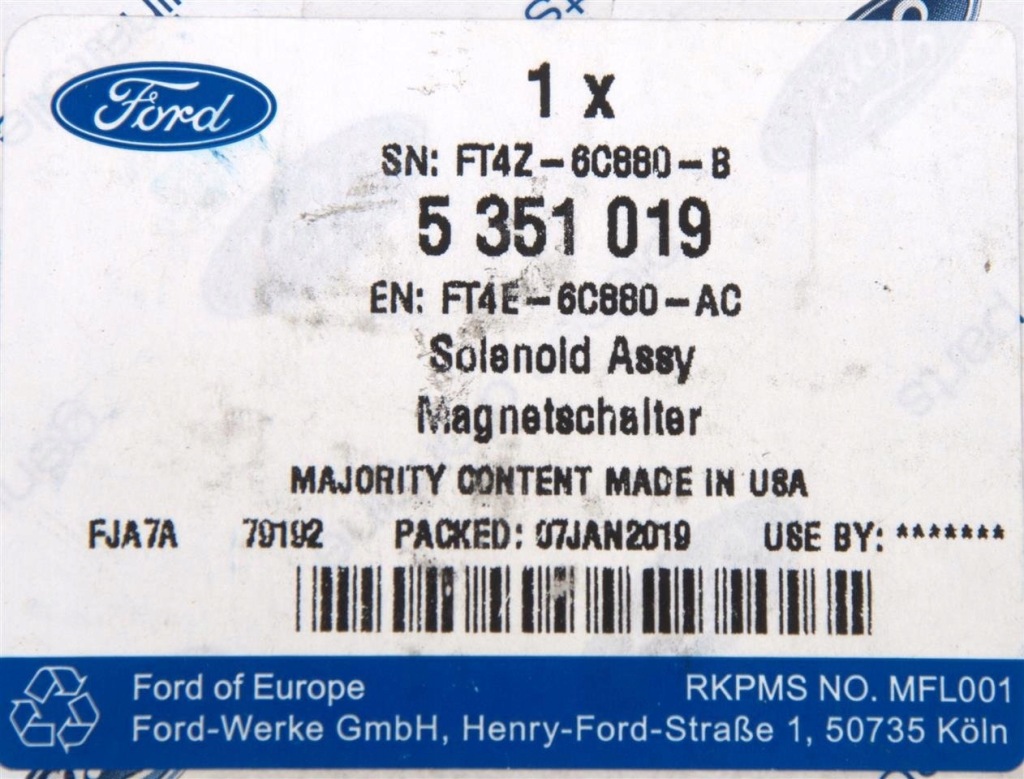 Ford
1 x
SN: FT4Z-6C880-B
5 351 019
EN: FT4E-6C880-AC
Solenoid Assy
Magnetschalter
MAJORITY CONTENT MADE IN USA
FJA7A 79192 PACKED: 07JAN2019 USE BY: *******
Ford of Europe RKPMS NO. MFL001
Ford-Werke GmbH, Henry-Ford-Straße 1, 50735 Köln